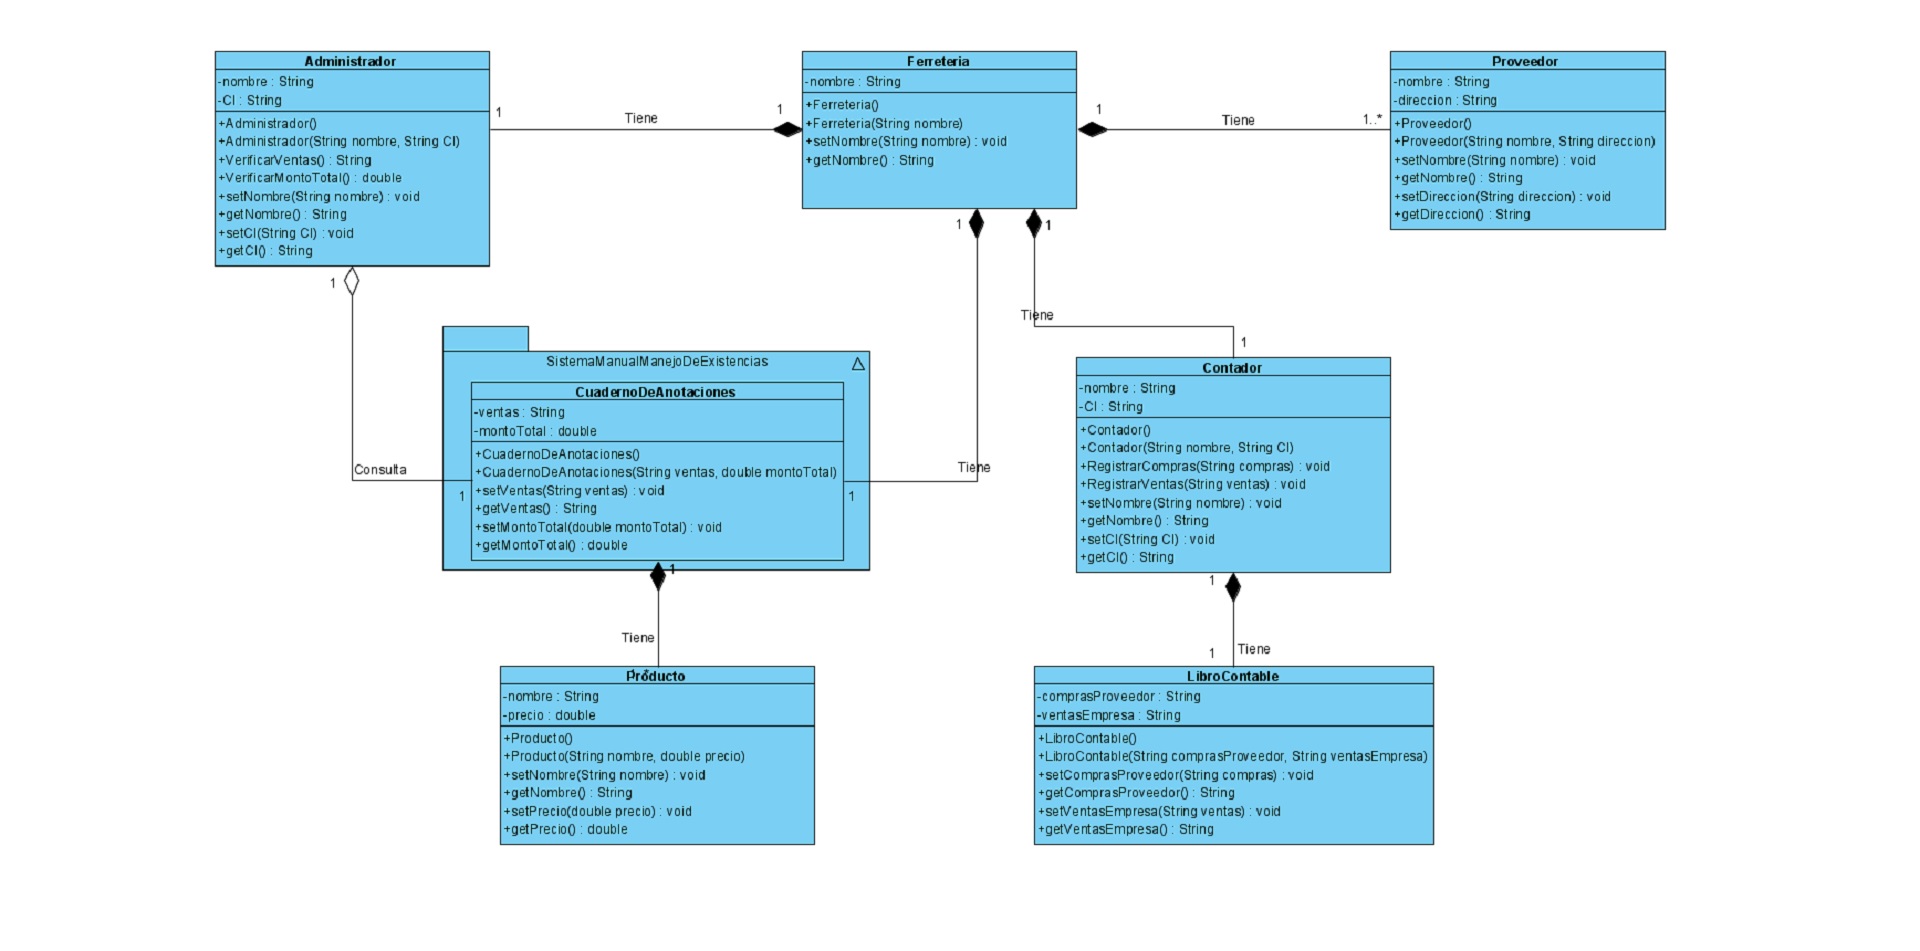 Administrador
-nombre : String
-CI : String
+Administrador()
+Administrador(String nombre, String CI)
+VerificarVentas() : String
+VerificarMontoTotal() : double
+setNombre(String nombre) : void
+getNombre() : String
+setCI(String CI) : void
+getCI() : String
1
Tiene
1
Ferreteria
-nombre : String
+Ferreteria()
+Ferreteria(String nombre)
+setNombre(String nombre) : void
+getNombre() : String
1
Tiene
1..*
Proveedor
-nombre : String
-direccion : String
+Proveedor()
+Proveedor(String nombre, String direccion)
+setNombre(String nombre) : void
+getNombre() : String
+setDireccion(String direccion) : void
+getDireccion() : String
1
Consulta
1
SistemaManualManejoDeExistencias
CuadernoDeAnotaciones
-ventas : String
-montoTotal : double
+CuadernoDeAnotaciones()
+CuadernoDeAnotaciones(String ventas, double montoTotal)
+setVentas(String ventas) : void
+getVentas() : String
+setMontoTotal(double montoTotal) : void
+getMontoTotal() : double
1
Tiene
1
1
Tiene
1
Contador
-nombre : String
-CI : String
+Contador()
+Contador(String nombre, String CI)
+RegistrarCompras(String compras) : void
+RegistrarVentas(String ventas) : void
+setNombre(String nombre) : void
+getNombre() : String
+setCI(String CI) : void
+getCI() : String
1
Tiene
Producto
-nombre : String
-precio : double
+Producto()
+Producto(String nombre, double precio)
+setNombre(String nombre) : void
+getNombre() : String
+setPrecio(double precio) : void
+getPrecio() : double
1
1
Tiene
LibroContable
-comprasProveedor : String
-ventasEmpresa : String
+LibroContable()
+LibroContable(String comprasProveedor, String ventasEmpresa)
+setComprasProveedor(String compras) : void
+getComprasProveedor() : String
+setVentasEmpresa(String ventas) : void
+getVentasEmpresa() : String